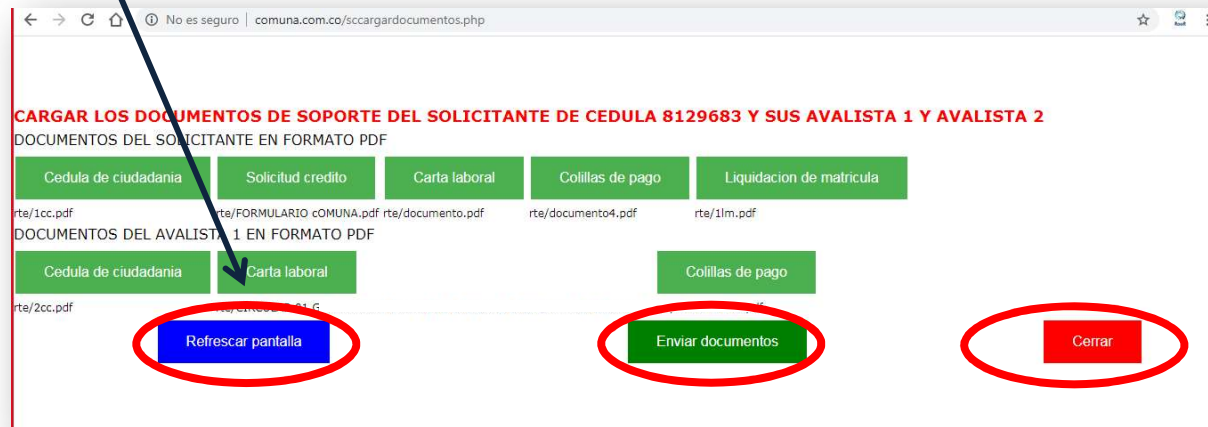 No es seguro | comuna.com.co/sccargardocumentos.php
CARGAR LOS DOCUMENTOS DE SOPORTE DEL SOLICITANTE DE CEDULA 8129683 Y SUS AVALISTA 1 Y AVALISTA 2
DOCUMENTOS DEL SOLICITANTE EN FORMATO PDF
Cedula de ciudadania Solicitud credito Carta laboral Colillas de pago Liquidacion de matricula
rte/1cc.pdf rte/FORMULARIO cOMUNA.pdf rte/documento.pdf rte/documento4.pdf rte/1lm.pdf
DOCUMENTOS DEL AVALISTA 1 EN FORMATO PDF
Cedula de ciudadania Carta laboral Colillas de pago
rte/2cc.pdf
Refrescar pantalla Enviar documentos Cerrar